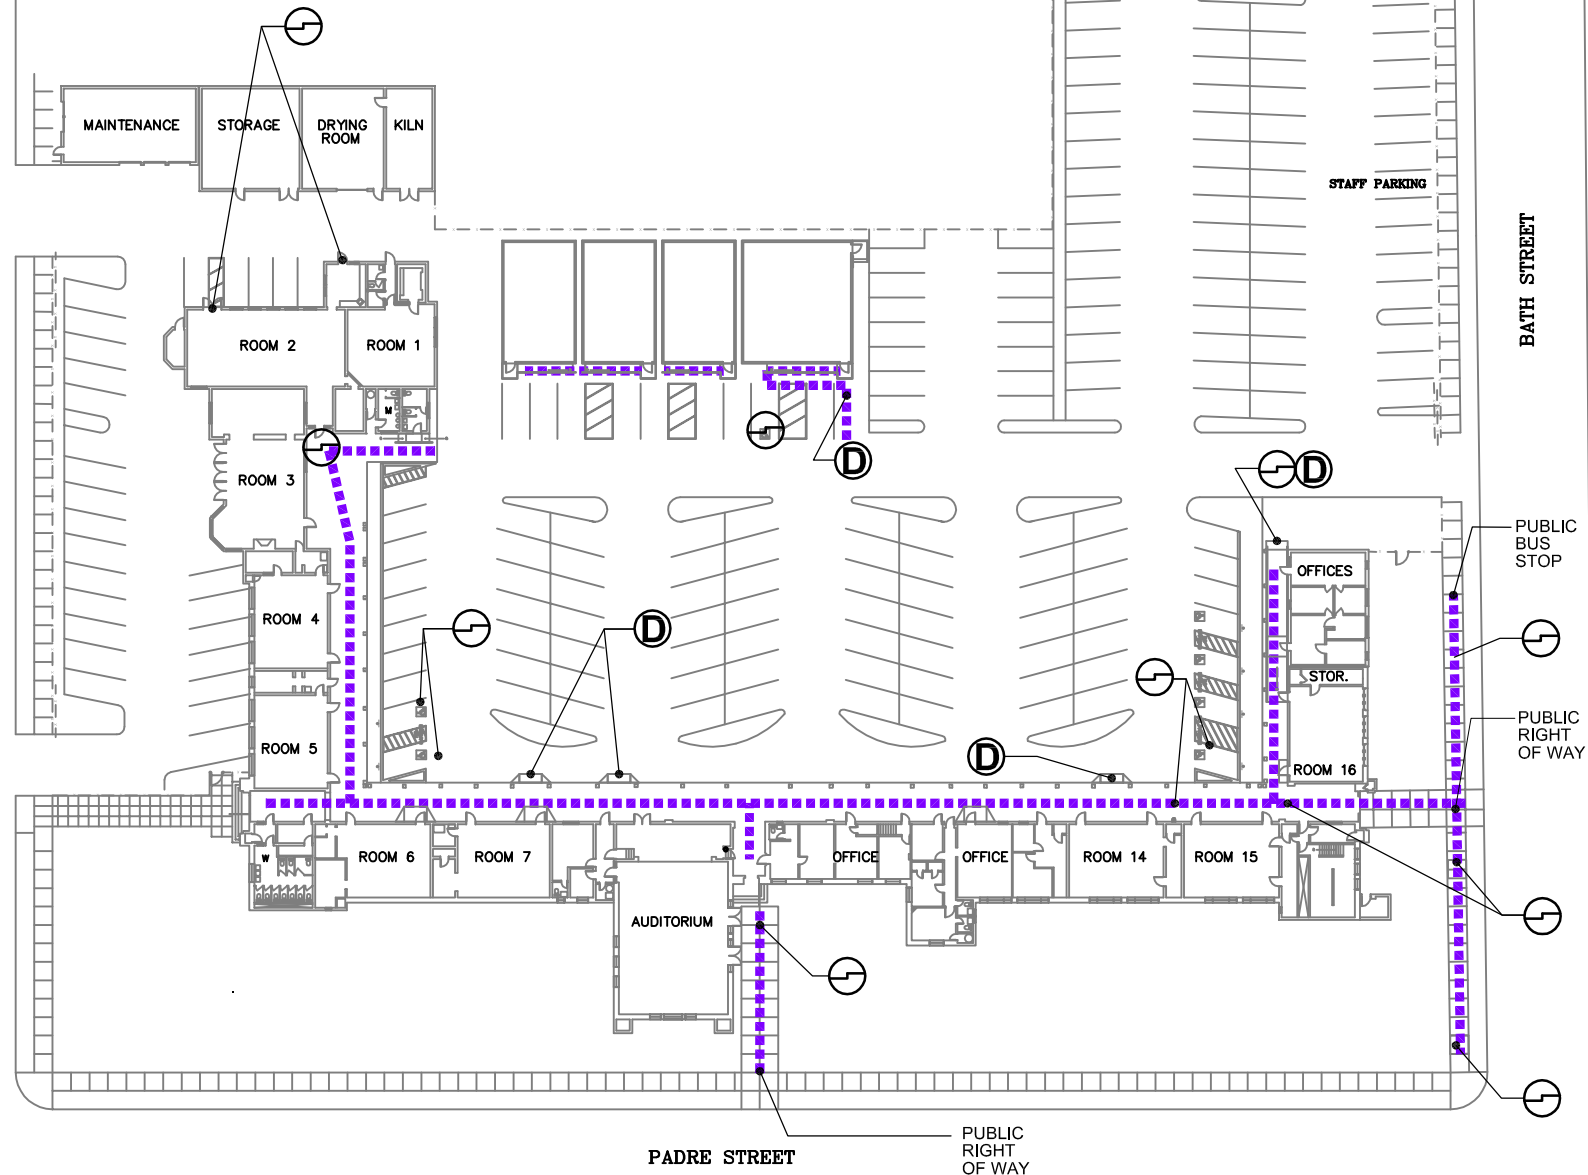 MAINTENANCE
STORAGE
DRYING
ROOM
KILN
STAFF PARKING
BATH STREET
ROOM 2
ROOM 1
M
D
ROOM 3
D
PUBLIC
BUS
STOP
OFFICES
ROOM 4
D
STOR.
ROOM 5
D
ROOM 16
PUBLIC
RIGHT
OF WAY
W
ROOM 6
ROOM 7
OFFICE
OFFICE
ROOM 14
ROOM 15
AUDITORIUM
PADRE STREET
PUBLIC
RIGHT
OF WAY